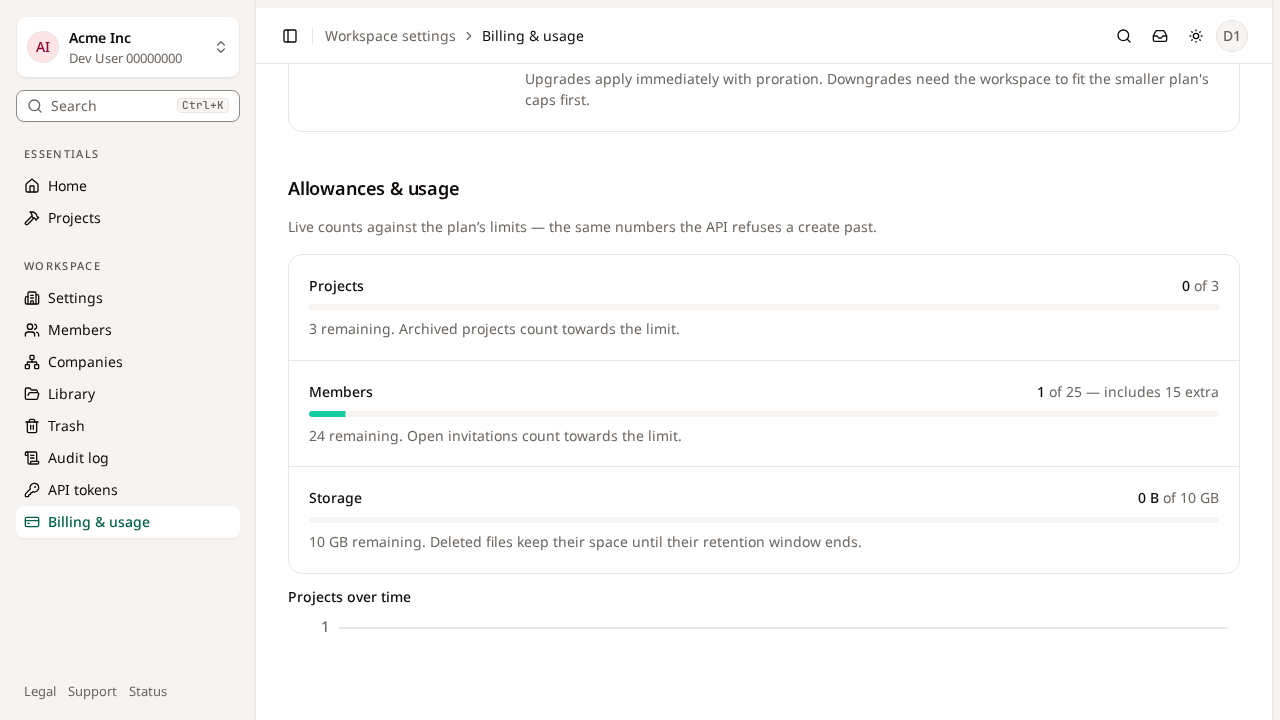 AI
Acme Inc
Dev User 00000000
Search
Ctrl+K
ESSENTIALS
Home
Projects
WORKSPACE
Settings
Members
Companies
Library
Trash
Audit log
API tokens
Billing & usage
Legal
Support
Status
Workspace settings
Billing & usage
D1
Upgrades apply immediately with proration. Downgrades need the workspace to fit the smaller plan's
caps first.
Allowances & usage
Live counts against the plan’s limits — the same numbers the API refuses a create past.
Projects
0 of 3
3 remaining. Archived projects count towards the limit.
Members
1 of 25 — includes 15 extra
24 remaining. Open invitations count towards the limit.
Storage
0 B of 10 GB
10 GB remaining. Deleted files keep their space until their retention window ends.
Projects over time
1